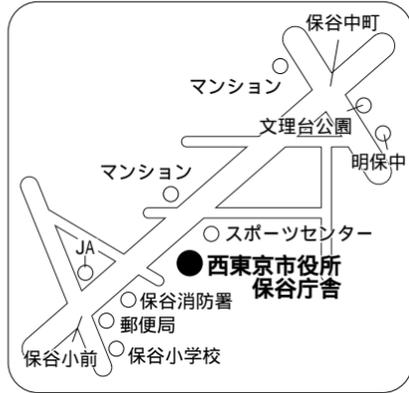 保谷中町
マンション
文理台公園
明保中
マンション
スポーツセンター
JA
西東京市役所
保谷庁舎
保谷消防署
郵便局
保谷小前
保谷小学校